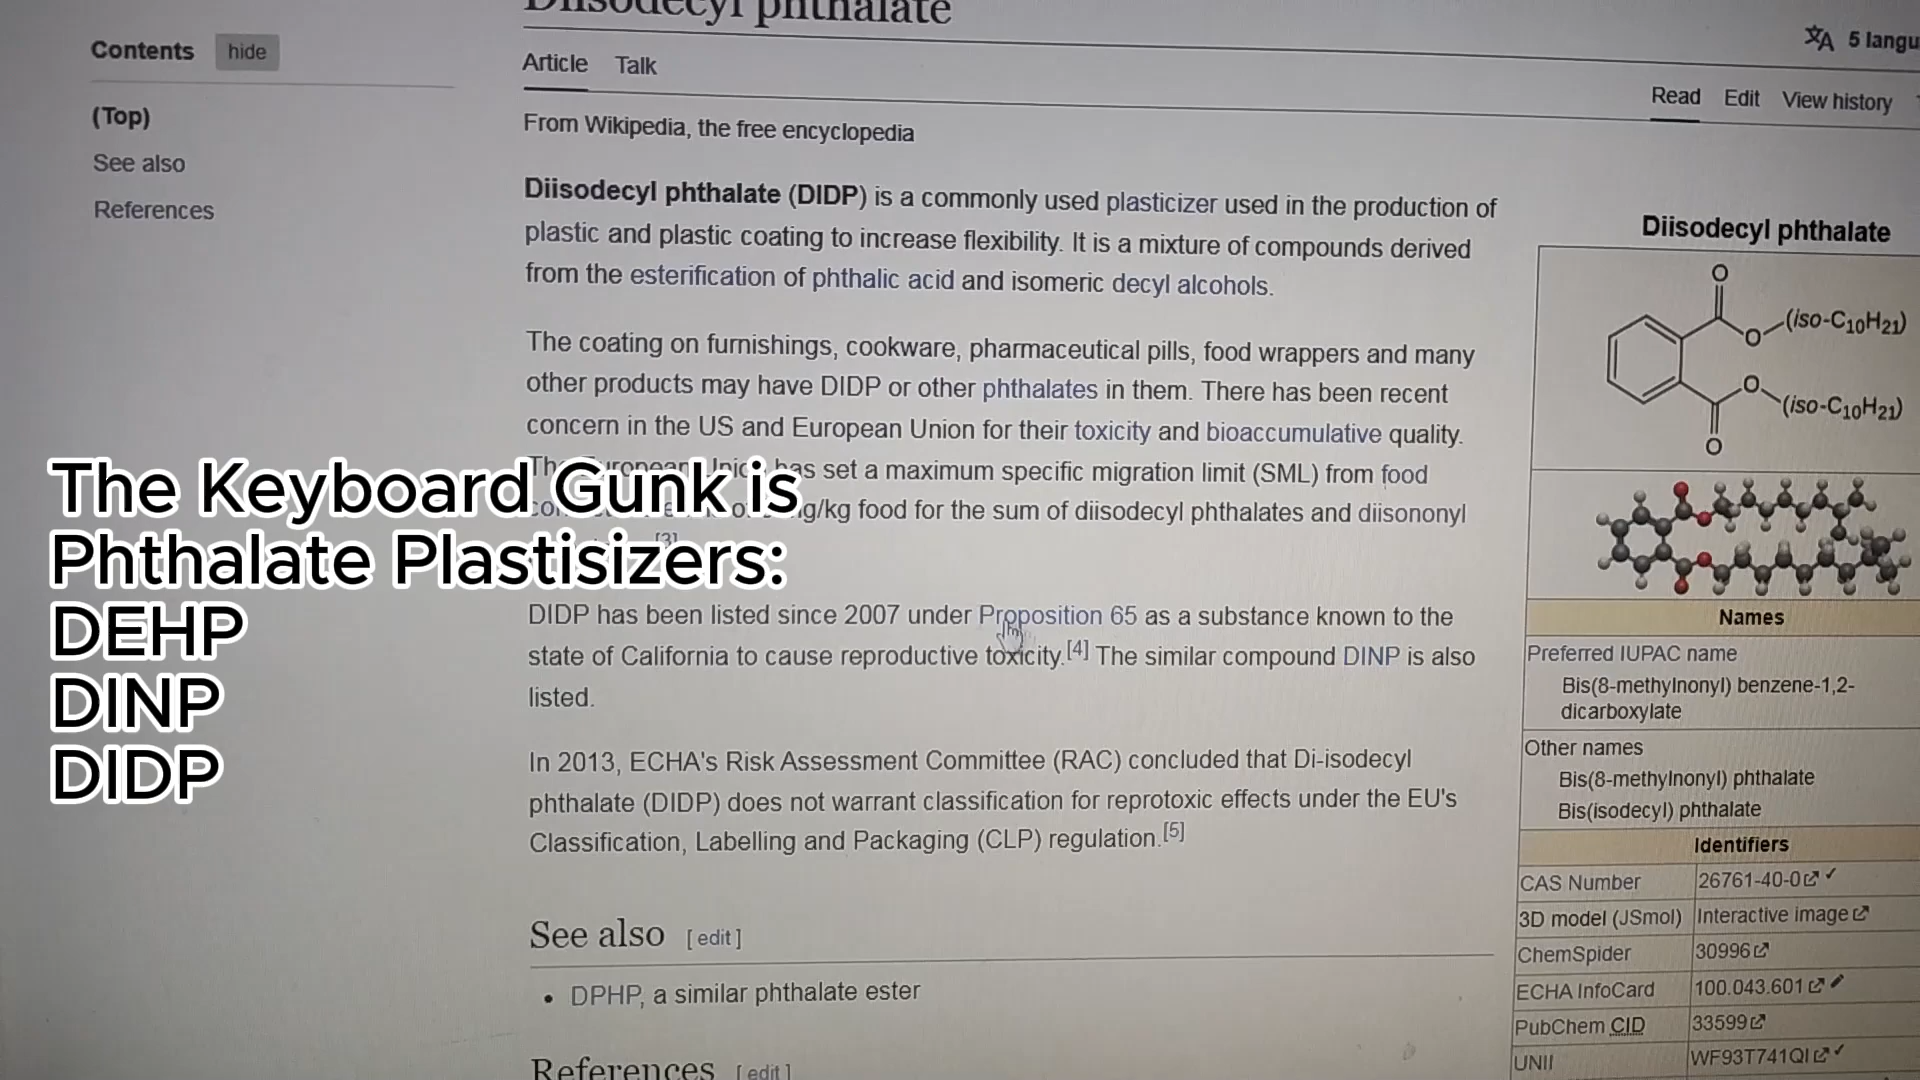 Diisodecyl phthalate
Contents hide
(Top)
See also
References
5 langu
Article Talk
Read Edit View history
From Wikipedia, the free encyclopedia
Diisodecyl phthalate (DIDP) is a commonly used plasticizer used in the production of
plastic and plastic coating to increase flexibility. It is a mixture of compounds derived
from the esterification of phthalic acid and isomeric decyl alcohols.
The coating on furnishings, cookware, pharmaceutical pills, food wrappers and many
other products may have DIDP or other phthalates in them. There has been recent
concern in the US and European Union for their toxicity and bioaccumulative quality.
The European Union has set a maximum specific migration limit (SML) from food
g/kg food for the sum of diisodecyl phthalates and diisononyl
[3]
DIDP has been listed since 2007 under Proposition 65 as a substance known to the
state of California to cause reproductive toxicity.[4] The similar compound DINP is also
listed.
In 2013, ECHA's Risk Assessment Committee (RAC) concluded that Di-isodecyl
phthalate (DIDP) does not warrant classification for reprotoxic effects under the EU's
Classification, Labelling and Packaging (CLP) regulation.[5]
See also [ edit ]
• DPHP, a similar phthalate ester
References [ edit ]
The Keyboard Gunk is
Phthalate Plastisizers:
DEHP
DINP
DIDP
Diisodecyl phthalate
O
O (iso-C10H21)
O (iso-C10H21)
O
Names
Preferred IUPAC name
Bis(8-methylnonyl) benzene-1,2-
dicarboxylate
Other names
Bis(8-methylnonyl) phthalate
Bis(isodecyl) phthalate
Identifiers
CAS Number 26761-40-0
3D model (JSmol) Interactive image
ChemSpider 30996
ECHA InfoCard 100.043.601
PubChem CID 33599
UNII WF93T741QI